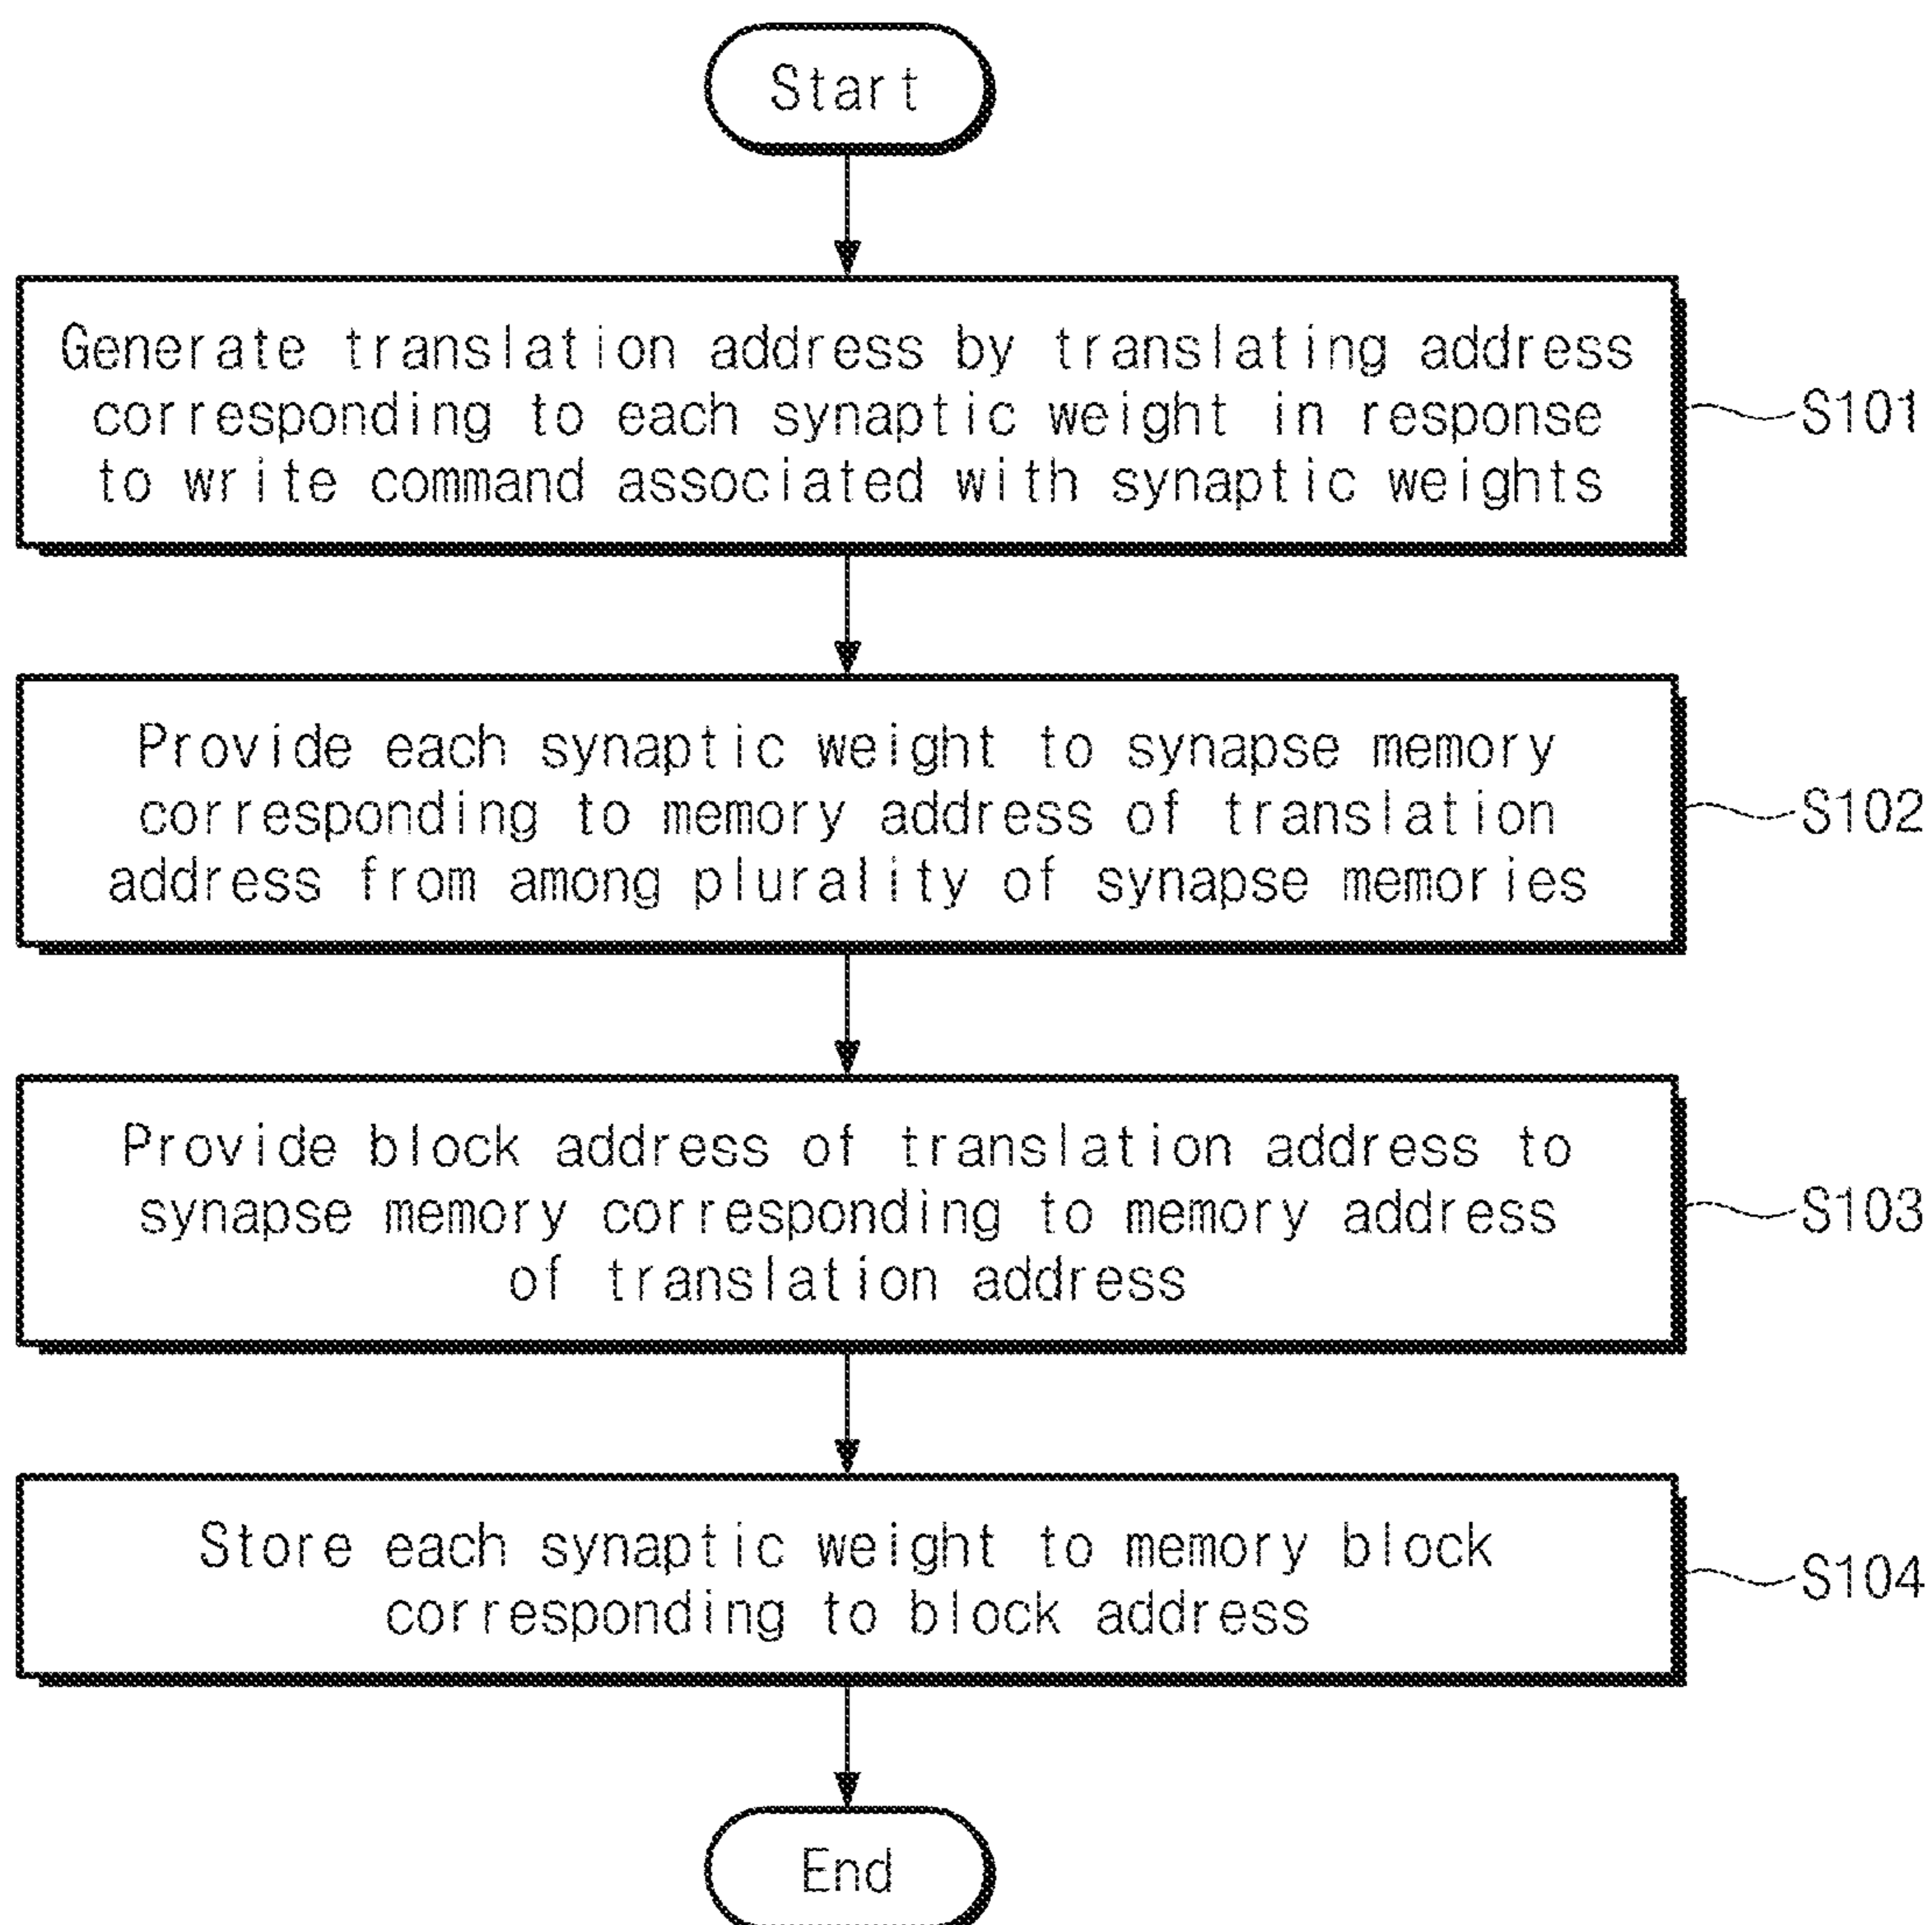 Start
Generate translation address by translating address
corresponding to each synaptic weight in response
to write command associated with synaptic weights
S101
Provide each synaptic weight to synapse memory
corresponding to memory address of translation
address from among plurality of synapse memories
S102
Provide block address of translation address to
synapse memory corresponding to memory address
of translation address
S103
Store each synaptic weight to memory block
corresponding to block address
S104
End